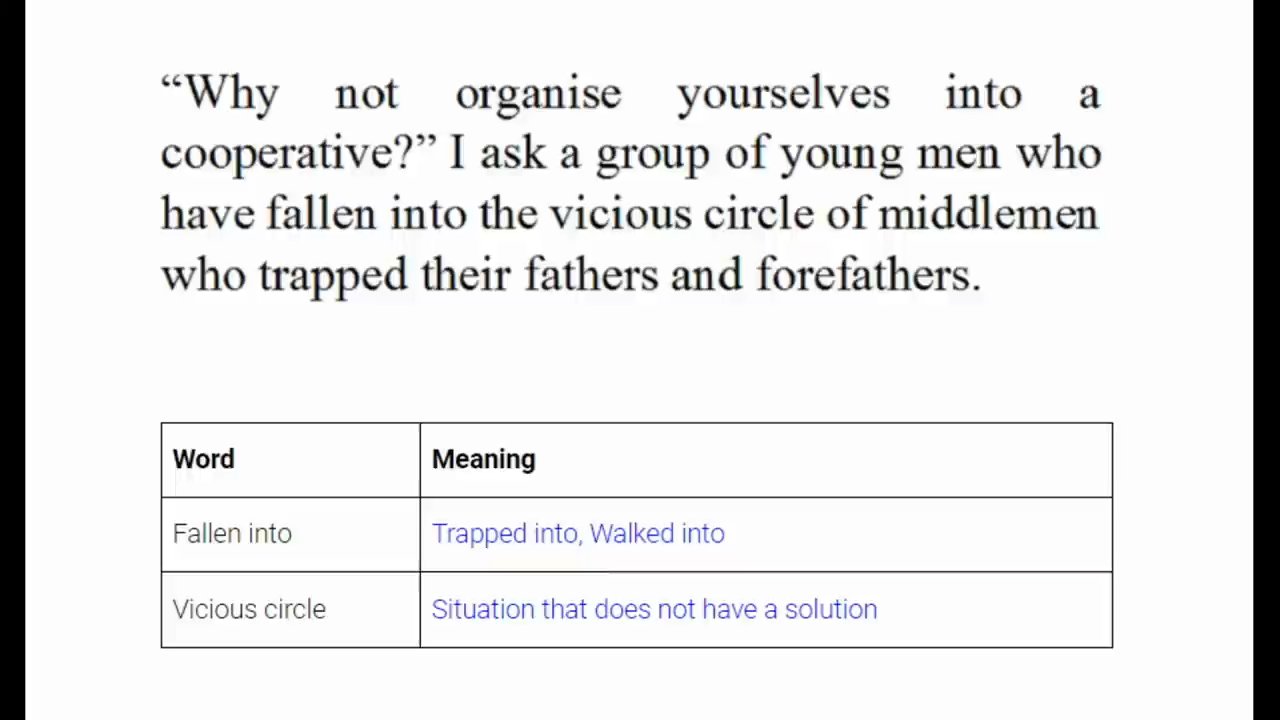 “Why not organise yourselves into a
cooperative?” I ask a group of young men who
have fallen into the vicious circle of middlemen
who trapped their fathers and forefathers.
Word Meaning
Fallen into Trapped into, Walked into
Vicious circle Situation that does not have a solution